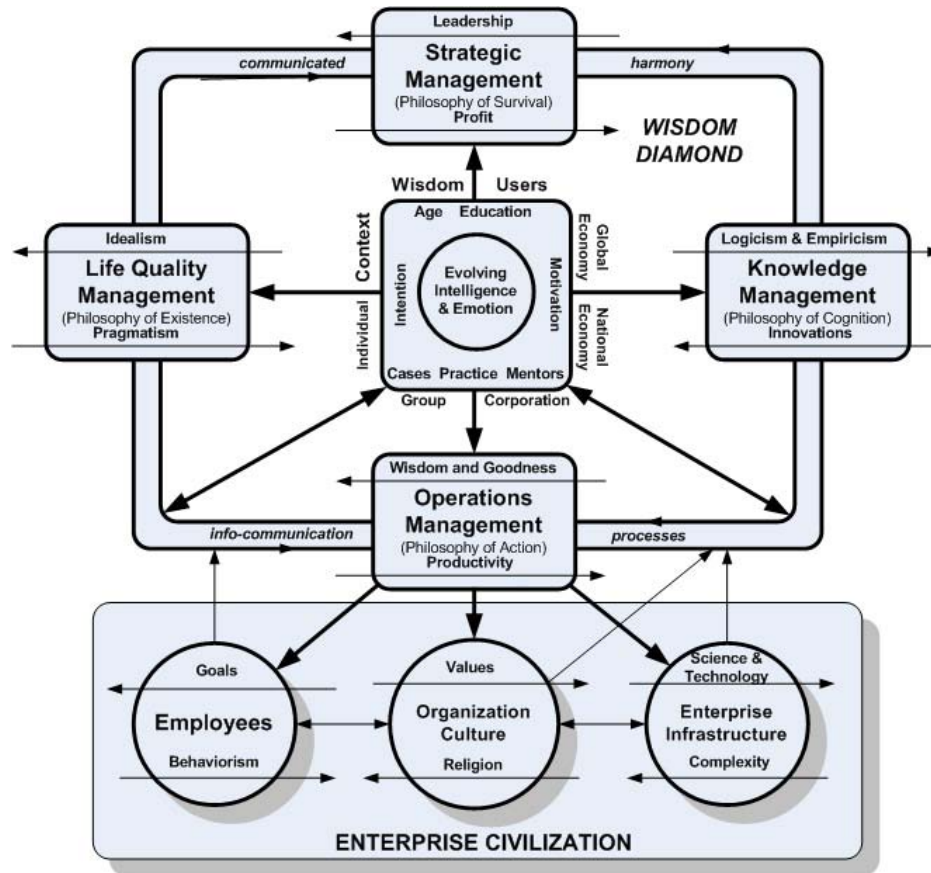 Leadership
Strategic
Management
(Philosophy of Survival)
Profit
communicated
harmony
WISDOM
DIAMOND
Wisdom Users
Age Education
Context
Individual
Intention
Evolving
Intelligence
& Emotion
Motivation
Global
Economy
National
Economy
Cases Practice Mentors
Group Corporation
Idealism
Life Quality
Management
(Philosophy of Existence)
Pragmatism
Logicism & Empiricism
Knowledge
Management
(Philosophy of Cognition)
Innovations
Wisdom and Goodness
Operations
Management
(Philosophy of Action)
Productivity
info-communication
processes
Goals
Employees
Behaviorism
Values
Organization
Culture
Religion
Science &
Technology
Enterprise
Infrastructure
Complexity
ENTERPRISE CIVILIZATION